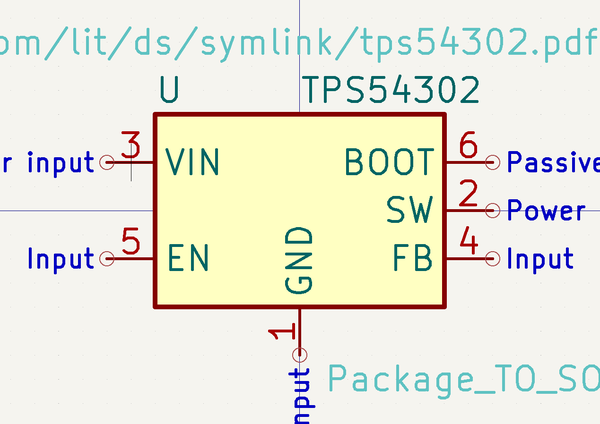 om/lit/ds/symlink/tps54302.pdf
U TPS54302
r input 3 VIN BOOT 6 Passive
SW 2 Power
Input 5 EN GND FB 4 Input
1
nput
Package_TO_SO